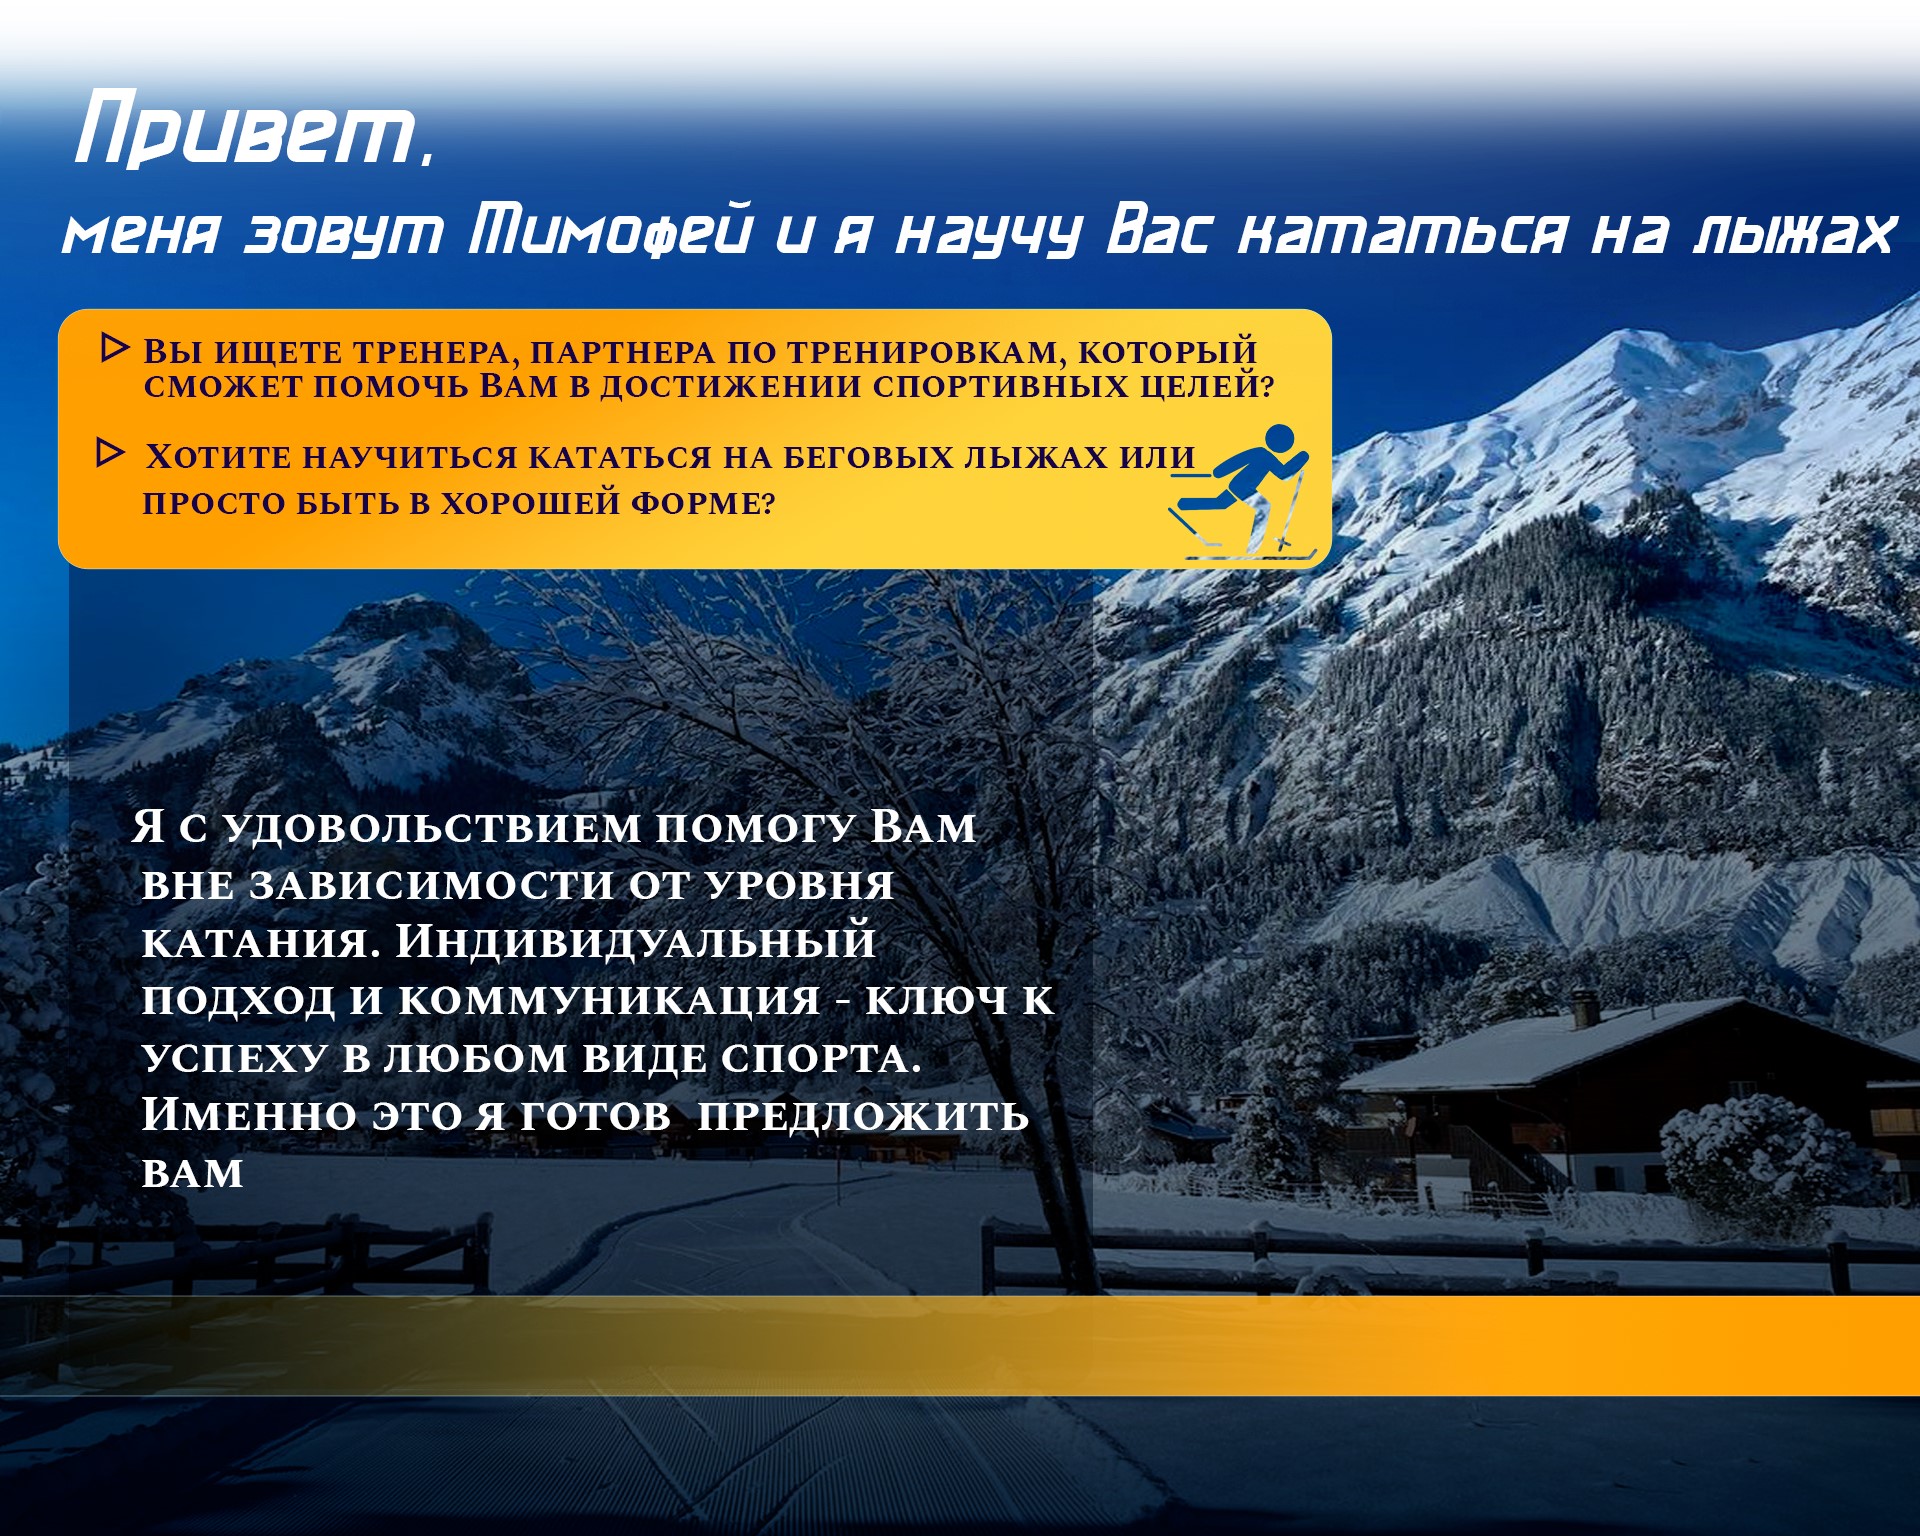 Привет,
меня зовут Тимофей и я научу Вас кататься на лыжах
Вы ищете тренера, партнера по тренировкам, который
сможет помочь Вам в достижении спортивных целей?
Хотите научиться кататься на беговых лыжах или
просто быть в хорошей форме?
Я с удовольствием помогу Вам
вне зависимости от уровня
катания. Индивидуальный
подход и коммуникация - ключ к
успеху в любом виде спорта.
Именно это я готов предложить
вам